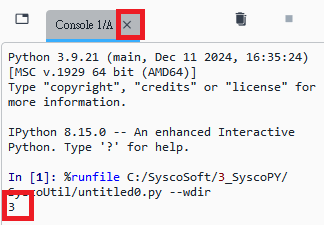 Console 1/A
Python 3.9.21 (main, Dec 11 2024, 16:35:24)
[MSC v.1929 64 bit (AMD64)]
Type "copyright", "credits" or "license" for
more information.
IPython 8.15.0 -- An enhanced Interactive
Python. Type '?' for help.
In [1]: %runfile C:/SyscoSoft/3_SyscoPY/
SyscoUtil/untitled0.py --wdir
3